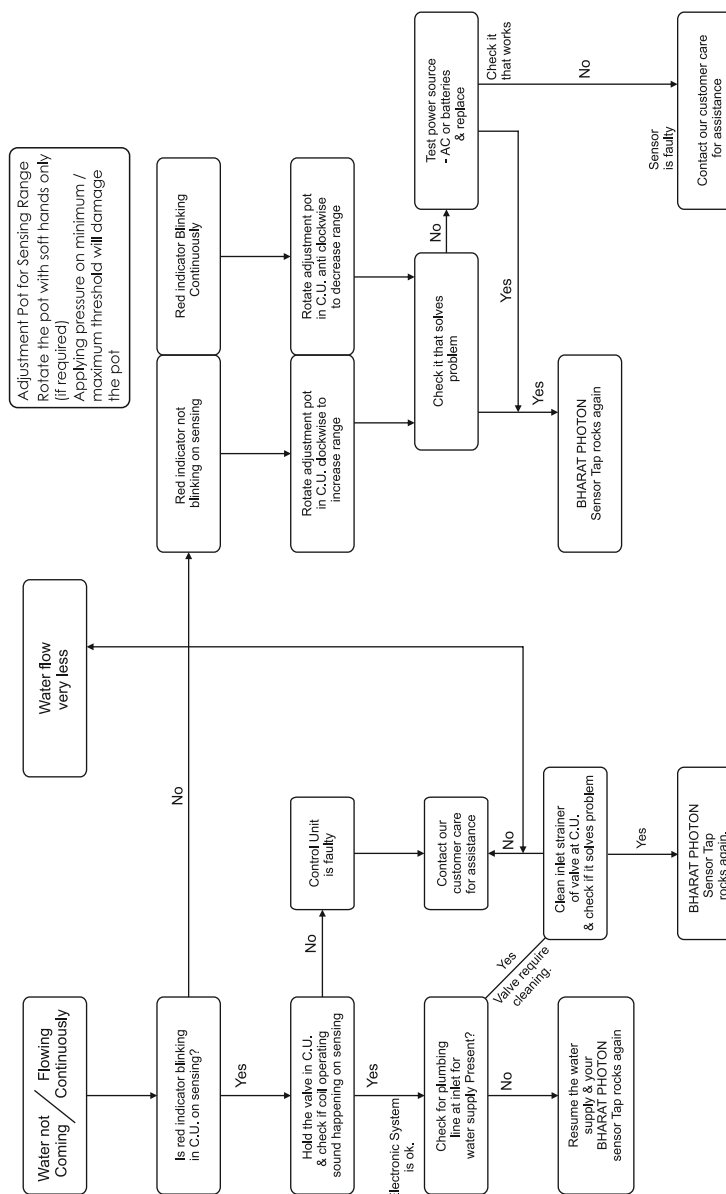 Water not
Coming
Flowing
Continuously
Water flow
very less
Adjustment Pot for Sensing Range
Rotate the pot with soft hands only
(if required)
Applying pressure on minimum /
maximum threshold will damage
the pot
Is red indicator blinking
in C.U. on sensing?
No
Red indicator not
blinking on sensing
Red indicator Blinking
Continuously
Yes
Hold the valve in C.U.
& check if coil operating
sound happening on sensing
No
Control Unit
is faulty
Rotate adjustment pot
in C.U. clockwise to
increase range
Rotate adjustment pot
in C.U. anti clockwise
to decrease range
Yes
Electronic System
is ok.
Check for plumbing
line at inlet for
water supply Present?
Contact our
customer care
for assistance
Check it that solves
problem
No
Test power source
- AC or batteries
& replace
Yes
Valve require
cleaning.
No
No
Yes
Yes
Check it
that works
No
Resume the water
supply & your
BHARAT PHOTON
sensor Tap rocks again
Clean inlet strainer
of valve at C.U.
& check if it solves problem
BHARAT PHOTON
Sensor Tap rocks again
Yes
Sensor
is faulty
BHARAT PHOTON
Sensor Tap
rocks again.
Contact our customer care
for assistance